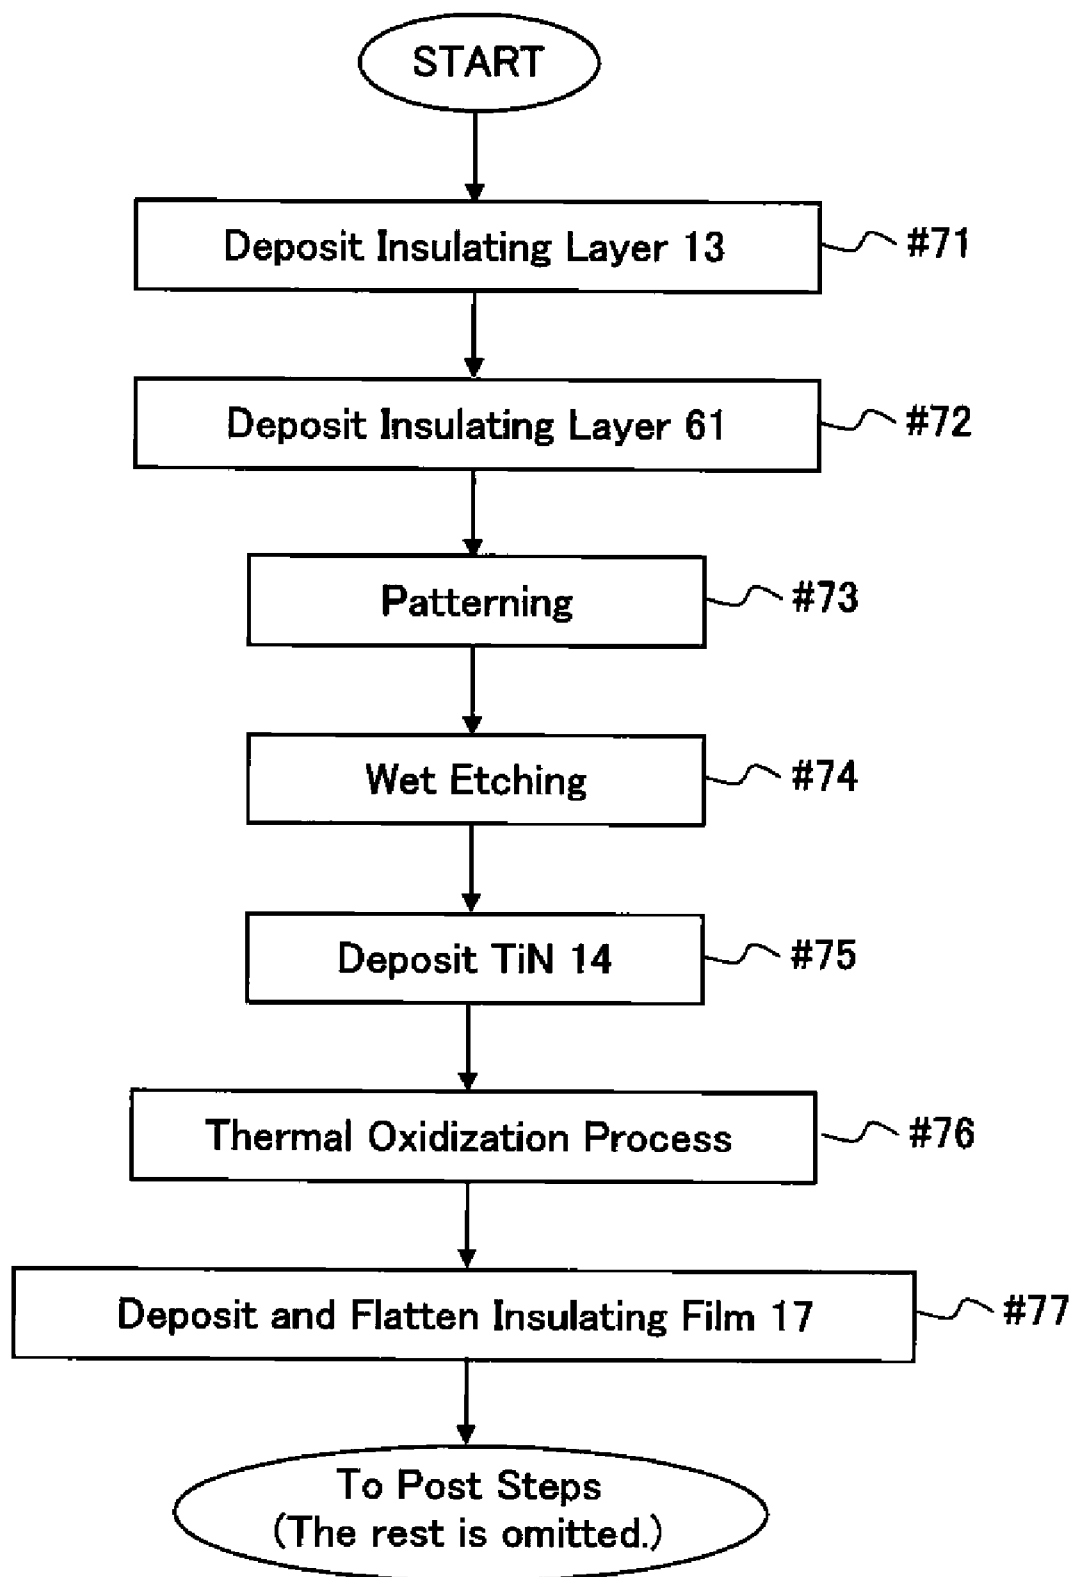 START
Deposit Insulating Layer 13
#71
Deposit Insulating Layer 61
#72
Patterning
#73
Wet Etching
#74
Deposit TiN 14
#75
Thermal Oxidization Process
#76
Deposit and Flatten Insulating Film 17
#77
To Post Steps
(The rest is omitted.)